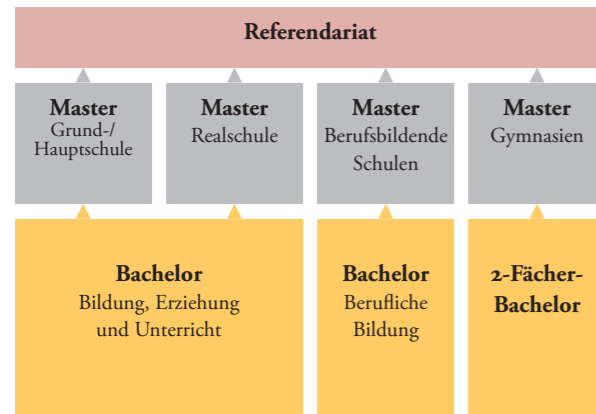 Referendariat
Master
Grund-/
Hauptschule
Master
Realschule
Master
Berufsbildende
Schulen
Master
Gymnasien
Bachelor
Bildung, Erziehung
und Unterricht
Bachelor
Berufliche
Bildung
2-Fächer-
Bachelor